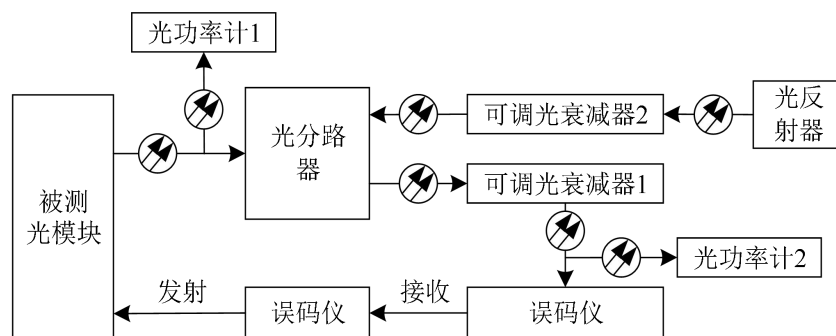 光功率计1
被测
光模块
光分路
器
可调光衰减器2
光反
射器
可调光衰减器1
光功率计2
发射
误码仪
接收
误码仪